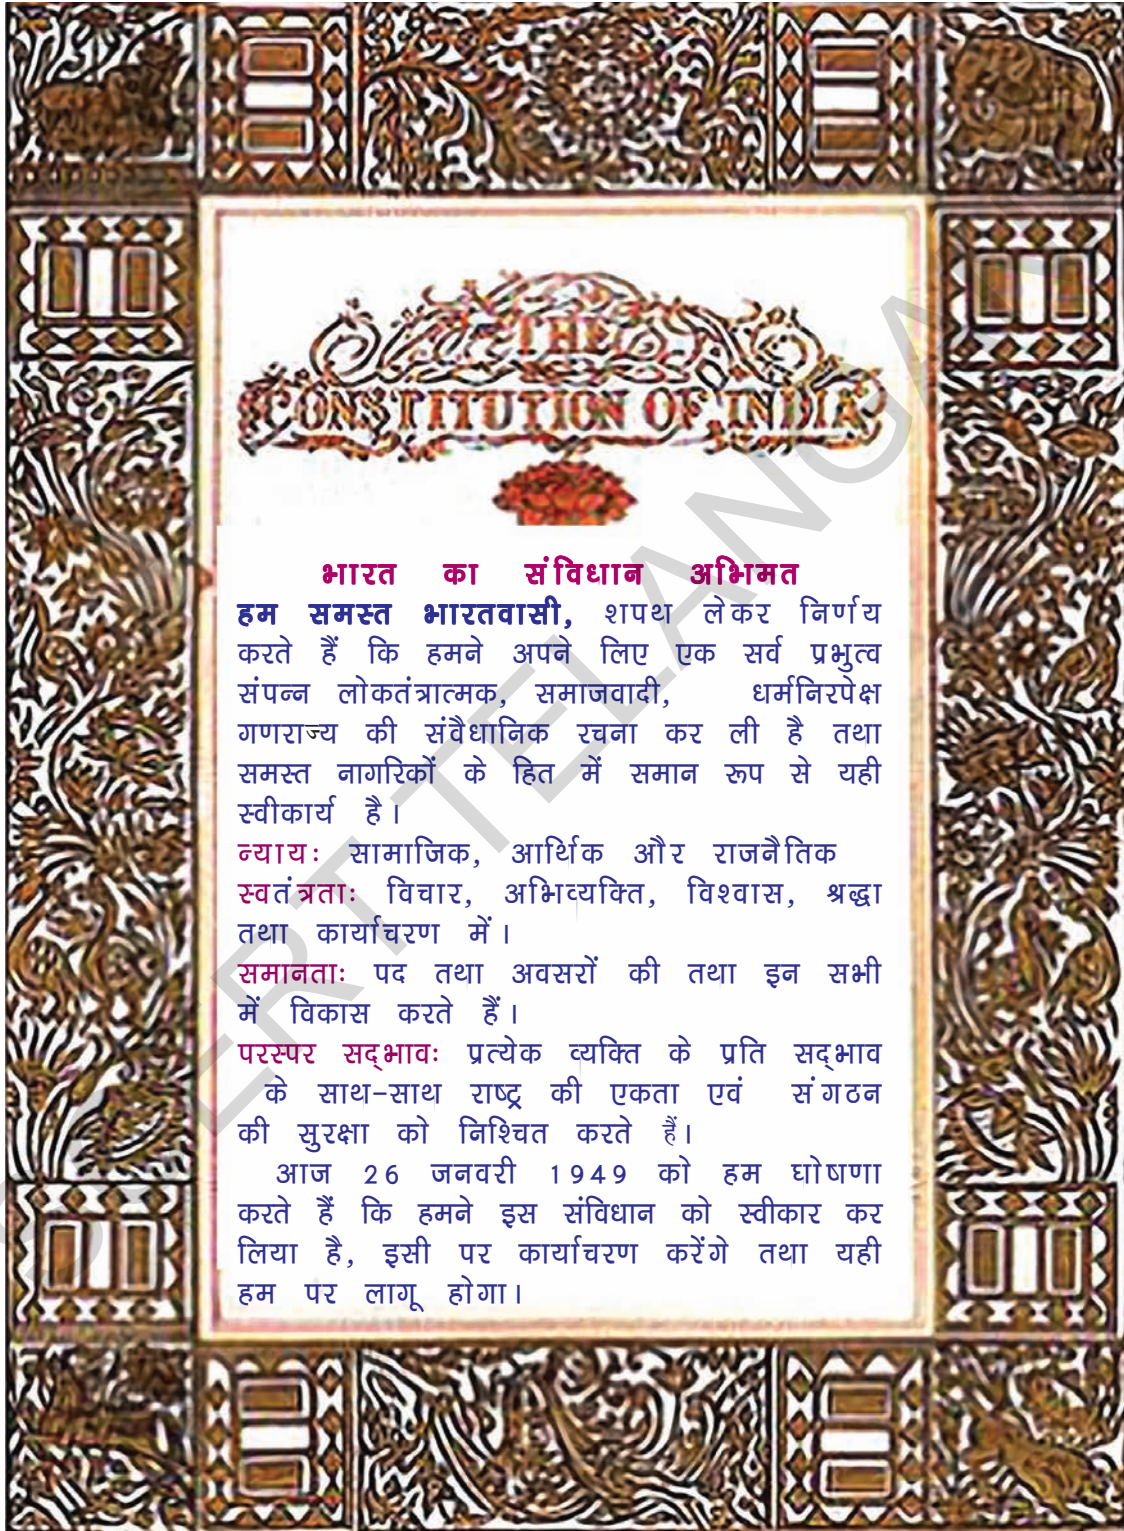 THE
CONSTITUTION OF INDIA
भारत का संविधान अभिमत
हम समस्त भारतवासी, शपथ लेकर निर्णय
करते हैं कि हमने अपने लिए एक सर्व प्रभुत्व
संपन्न लोकतंत्रात्मक, समाजवादी, धर्मनिरपेक्ष
गणराज्य की संवैधानिक रचना कर ली है तथा
समस्त नागरिकों के हित में समान रूप से यही
स्वीकार्य है।
न्यायः सामाजिक, आर्थिक और राजनैतिक
स्वतंत्रताः विचार, अभिव्यक्ति, विश्वास, श्रद्धा
तथा कार्याचरण में।
समानताः पद तथा अवसरों की तथा इन सभी
में विकास करते हैं।
परस्पर सद्भावः प्रत्येक व्यक्ति के प्रति सद्भाव
के साथ-साथ राष्ट्र की एकता एवं संगठन
की सुरक्षा को निश्चित करते हैं।
आज 26 जनवरी 1949 को हम घोषणा
करते हैं कि हमने इस संविधान को स्वीकार कर
लिया है, इसी पर कार्याचरण करेंगे तथा यही
हम पर लागू होगा।